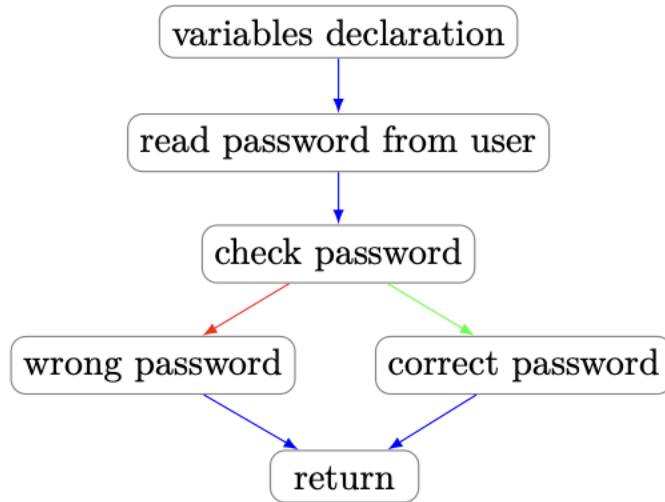 variables declaration
read password from user
check password
wrong password
correct password
return